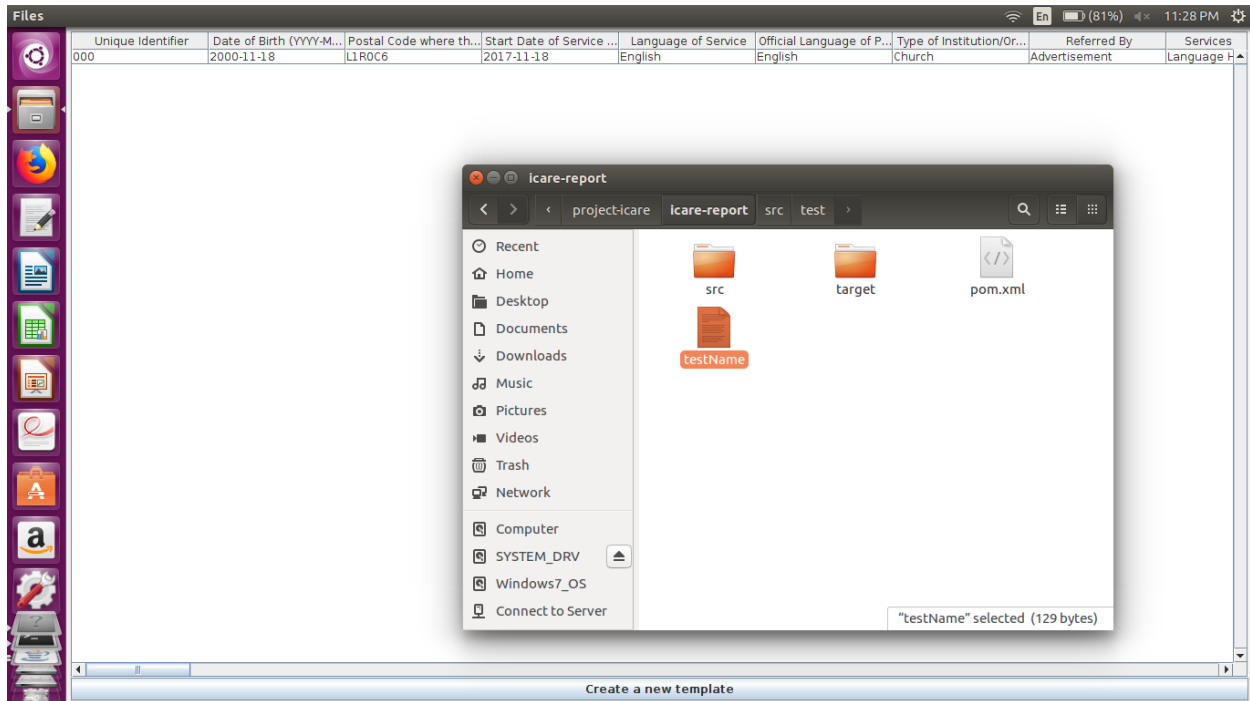 Files
En (81%) 11:28 PM
Unique Identifier Date of Birth (YYYY-M... Postal Code where th... Start Date of Service ... Language of Service Official Language of P... Type of Institution/Or... Referred By Services
000 2000-11-18 L1R0C6 2017-11-18 English English Church Advertisement Language H
icare-report
project-icare icare-report src test
Recent
Home
Desktop
Documents
Downloads
Music
Pictures
Videos
Trash
Network
Computer
SYSTEM_DRV
Windows7_OS
Connect to Server
src target pom.xml
testName
"testName" selected (129 bytes)
Create a new template